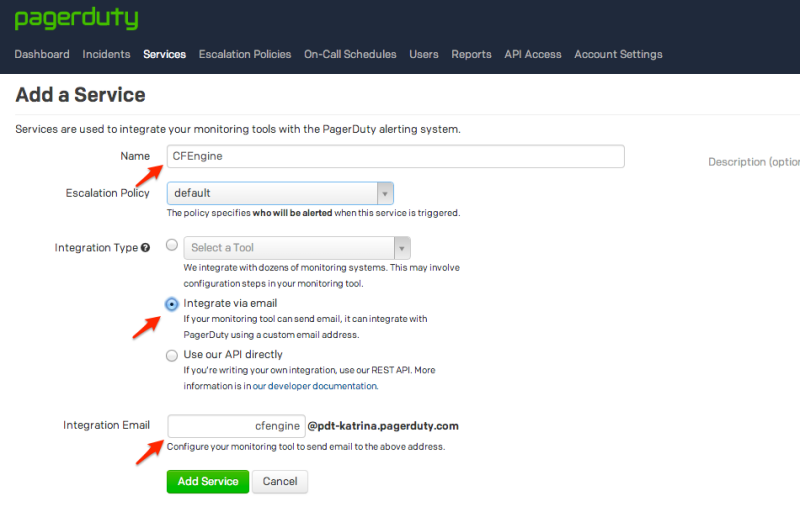 pagerduty
Dashboard Incidents Services Escalation Policies On-Call Schedules Users Reports API Access Account Settings
Add a Service
Services are used to integrate your monitoring tools with the PagerDuty alerting system.
Name CFEngine
Description (optio
Escalation Policy default
The policy specifies who will be alerted when this service is triggered.
Integration Type ? Select a Tool
We integrate with dozens of monitoring systems. This may involve
configuration steps in your monitoring tool.
Integrate via email
If your monitoring tool can send email, it can integrate with
PagerDuty using a custom email address.
Use our API directly
If you're writing your own integration, use our REST API. More
information is in our developer documentation.
Integration Email cfengine @pdt-katrina.pagerduty.com
Configure your monitoring tool to send email to the above address.
Add Service Cancel